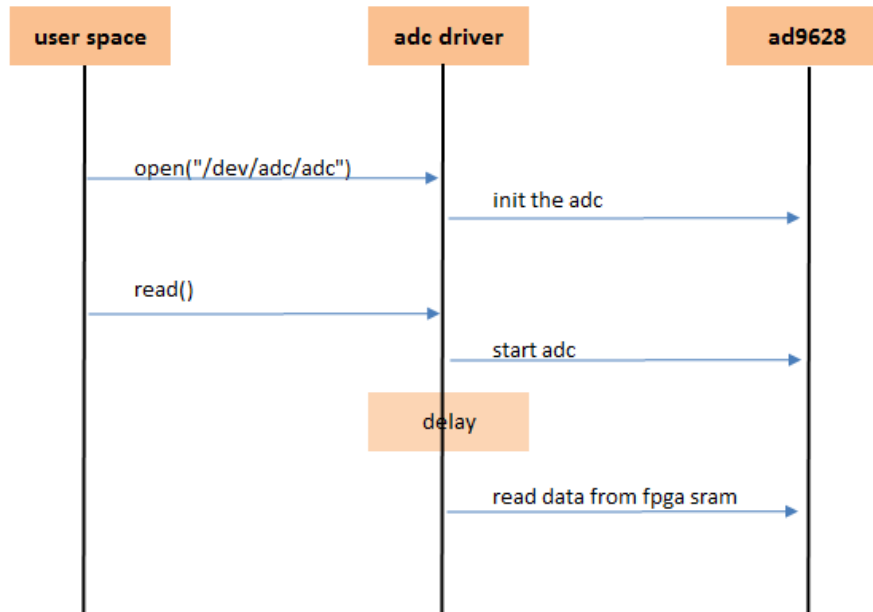 user space
adc driver
ad9628
open("/dev/adc/adc")
init the adc
read()
start adc
delay
read data from fpga sram